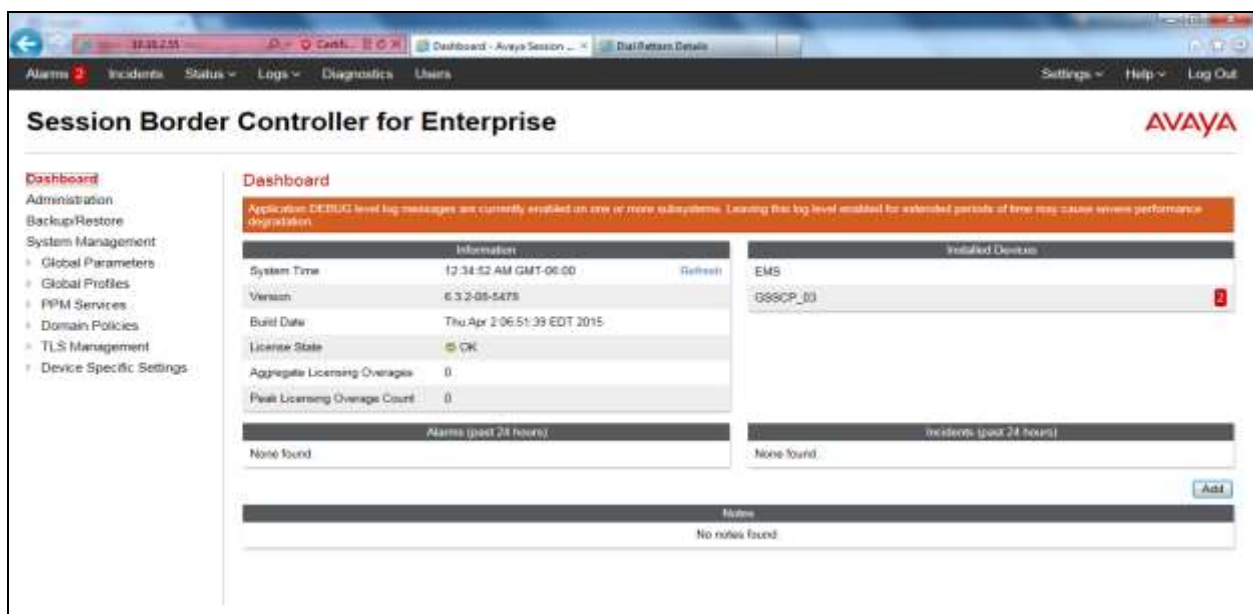 10.10.2.55 Certifi... Dashboard - Avaya Session ... Dial Pattern Details
Alarms 2 Incidents Status Logs Diagnostics Users Settings Help Log Out
Session Border Controller for Enterprise AVAYA
Dashboard
Administration
Backup/Restore
System Management
Global Parameters
Global Profiles
PPM Services
Domain Policies
TLS Management
Device Specific Settings
Dashboard
Application DEBUG level log messages are currently enabled on one or more subsystems. Leaving this log level enabled for extended periods of time may cause severe performance
degradation.
Information
System Time 12:34:52 AM GMT-06:00 Refresh
Version 6.3.2-08-5478
Build Date Thu Apr 2 06:51:39 EDT 2015
License State OK
Aggregate Licensing Overages 0
Peak Licensing Overage Count 0
Installed Devices
EMS
GSSCP_03 2
Alarms (past 24 hours)
None found.
Incidents (past 24 hours)
None found.
Add
Notes
No notes found.